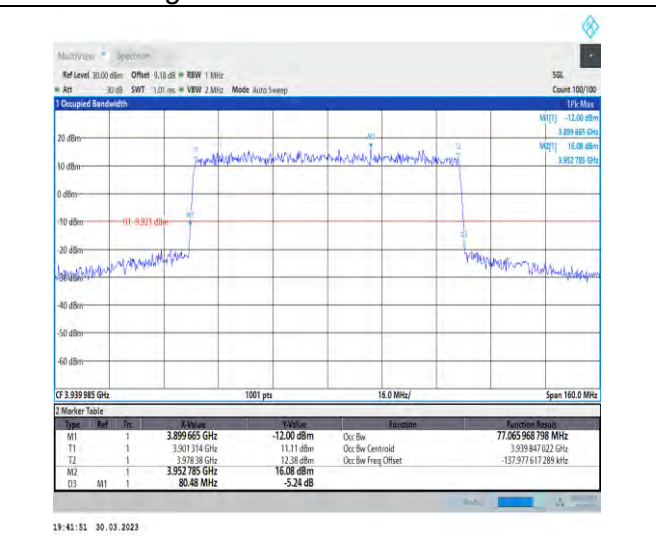 MultiView Spectrum
Ref Level 30.00 dBm Offset 9.18 dB RBW 1 MHz SGL
Att 30 dB SWT 1.01 ms VBW 2 MHz Mode Auto Sweep Count 100/100
1 Occupied Bandwidth 1Pk Max
M1[1] -12.00 dBm
3.899 665 GHz
M2[1] 16.08 dBm
3.952 785 GHz
20 dBm
10 dBm
0 dBm
-10 dBm
H1 -9.921 dBm
M1
-20 dBm
D3
-30 dBm
-40 dBm
-50 dBm
-60 dBm
CF 3.939 985 GHz 1001 pts 16.0 MHz/ Span 160.0 MHz
2 Marker Table
Type Ref Trc X-Value Y-Value Function Function Result
M1 1 3.899 665 GHz -12.00 dBm Occ Bw 77.065 968 798 MHz
T1 1 3.901 314 GHz 11.11 dBm Occ Bw Centroid 3.939 847 022 GHz
T2 1 3.978 38 GHz 12.38 dBm Occ Bw Freq Offset -137.977 617 289 kHz
M2 1 3.952 785 GHz 16.08 dBm
D3 M1 1 80.48 MHz -5.24 dB
19:41:51 30.03.2023